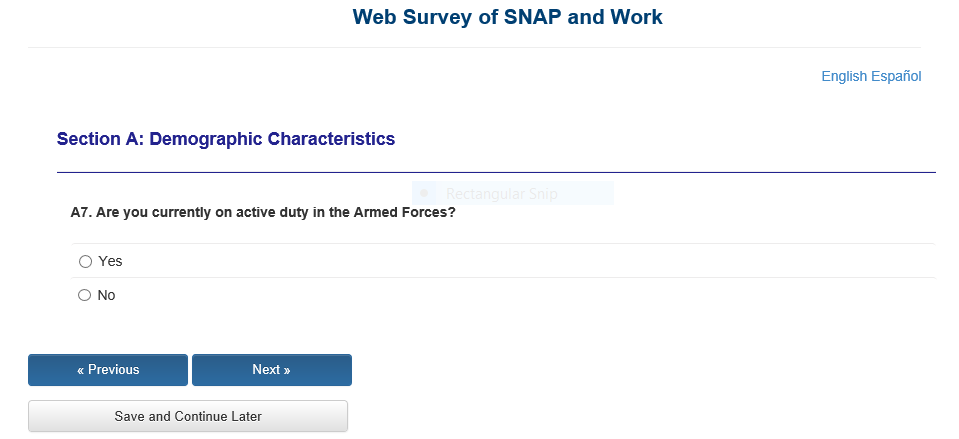 Web Survey of SNAP and Work
English Español
Section A: Demographic Characteristics
Rectangular Snip
A7. Are you currently on active duty in the Armed Forces?
Yes
No
« Previous Next »
Save and Continue Later